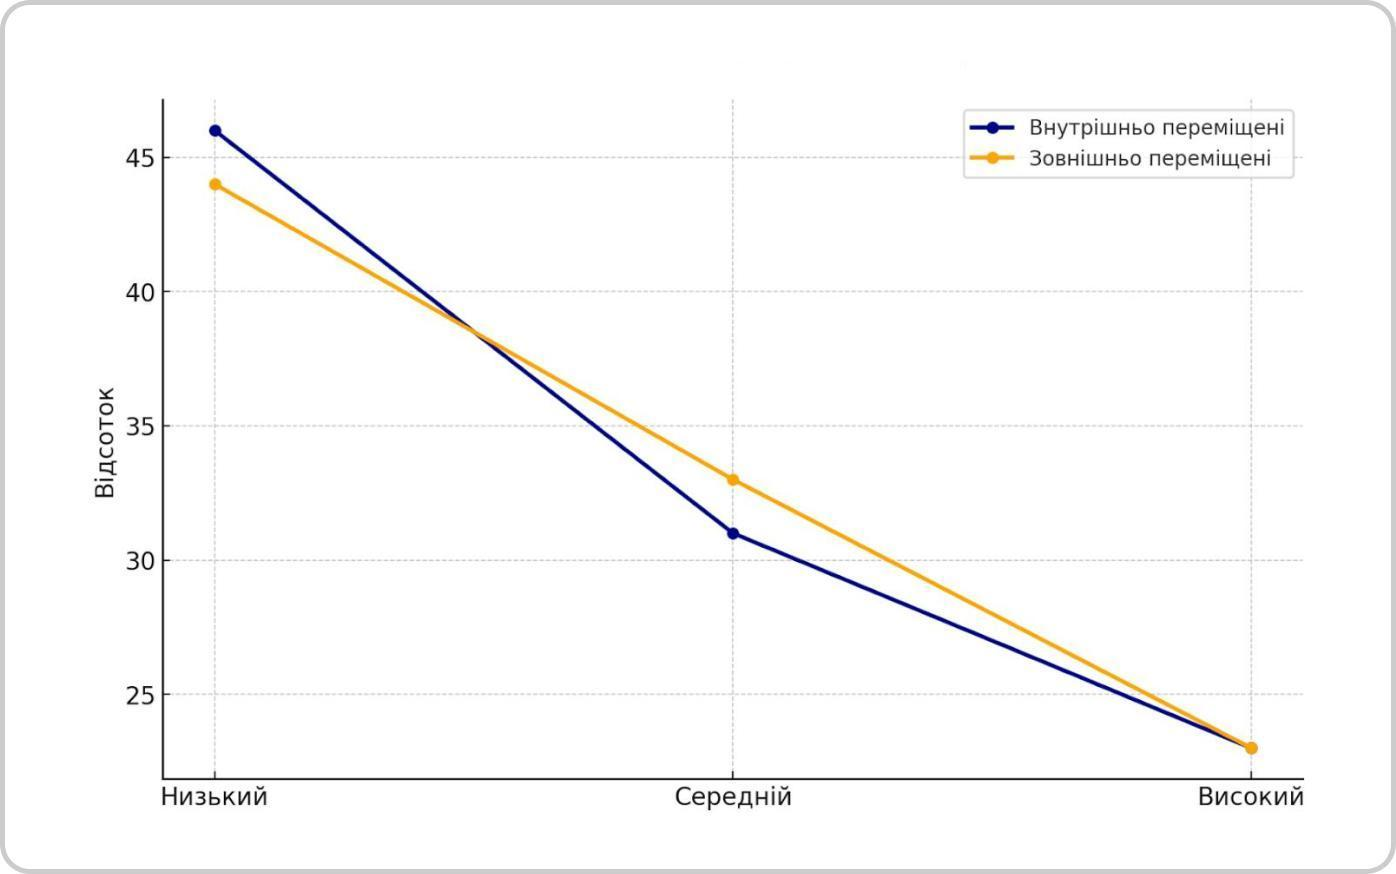 Внутрішньо переміщені
Зовнішньо переміщені
45
40
35
30
25
Відсоток
Низький
Середній
Високий